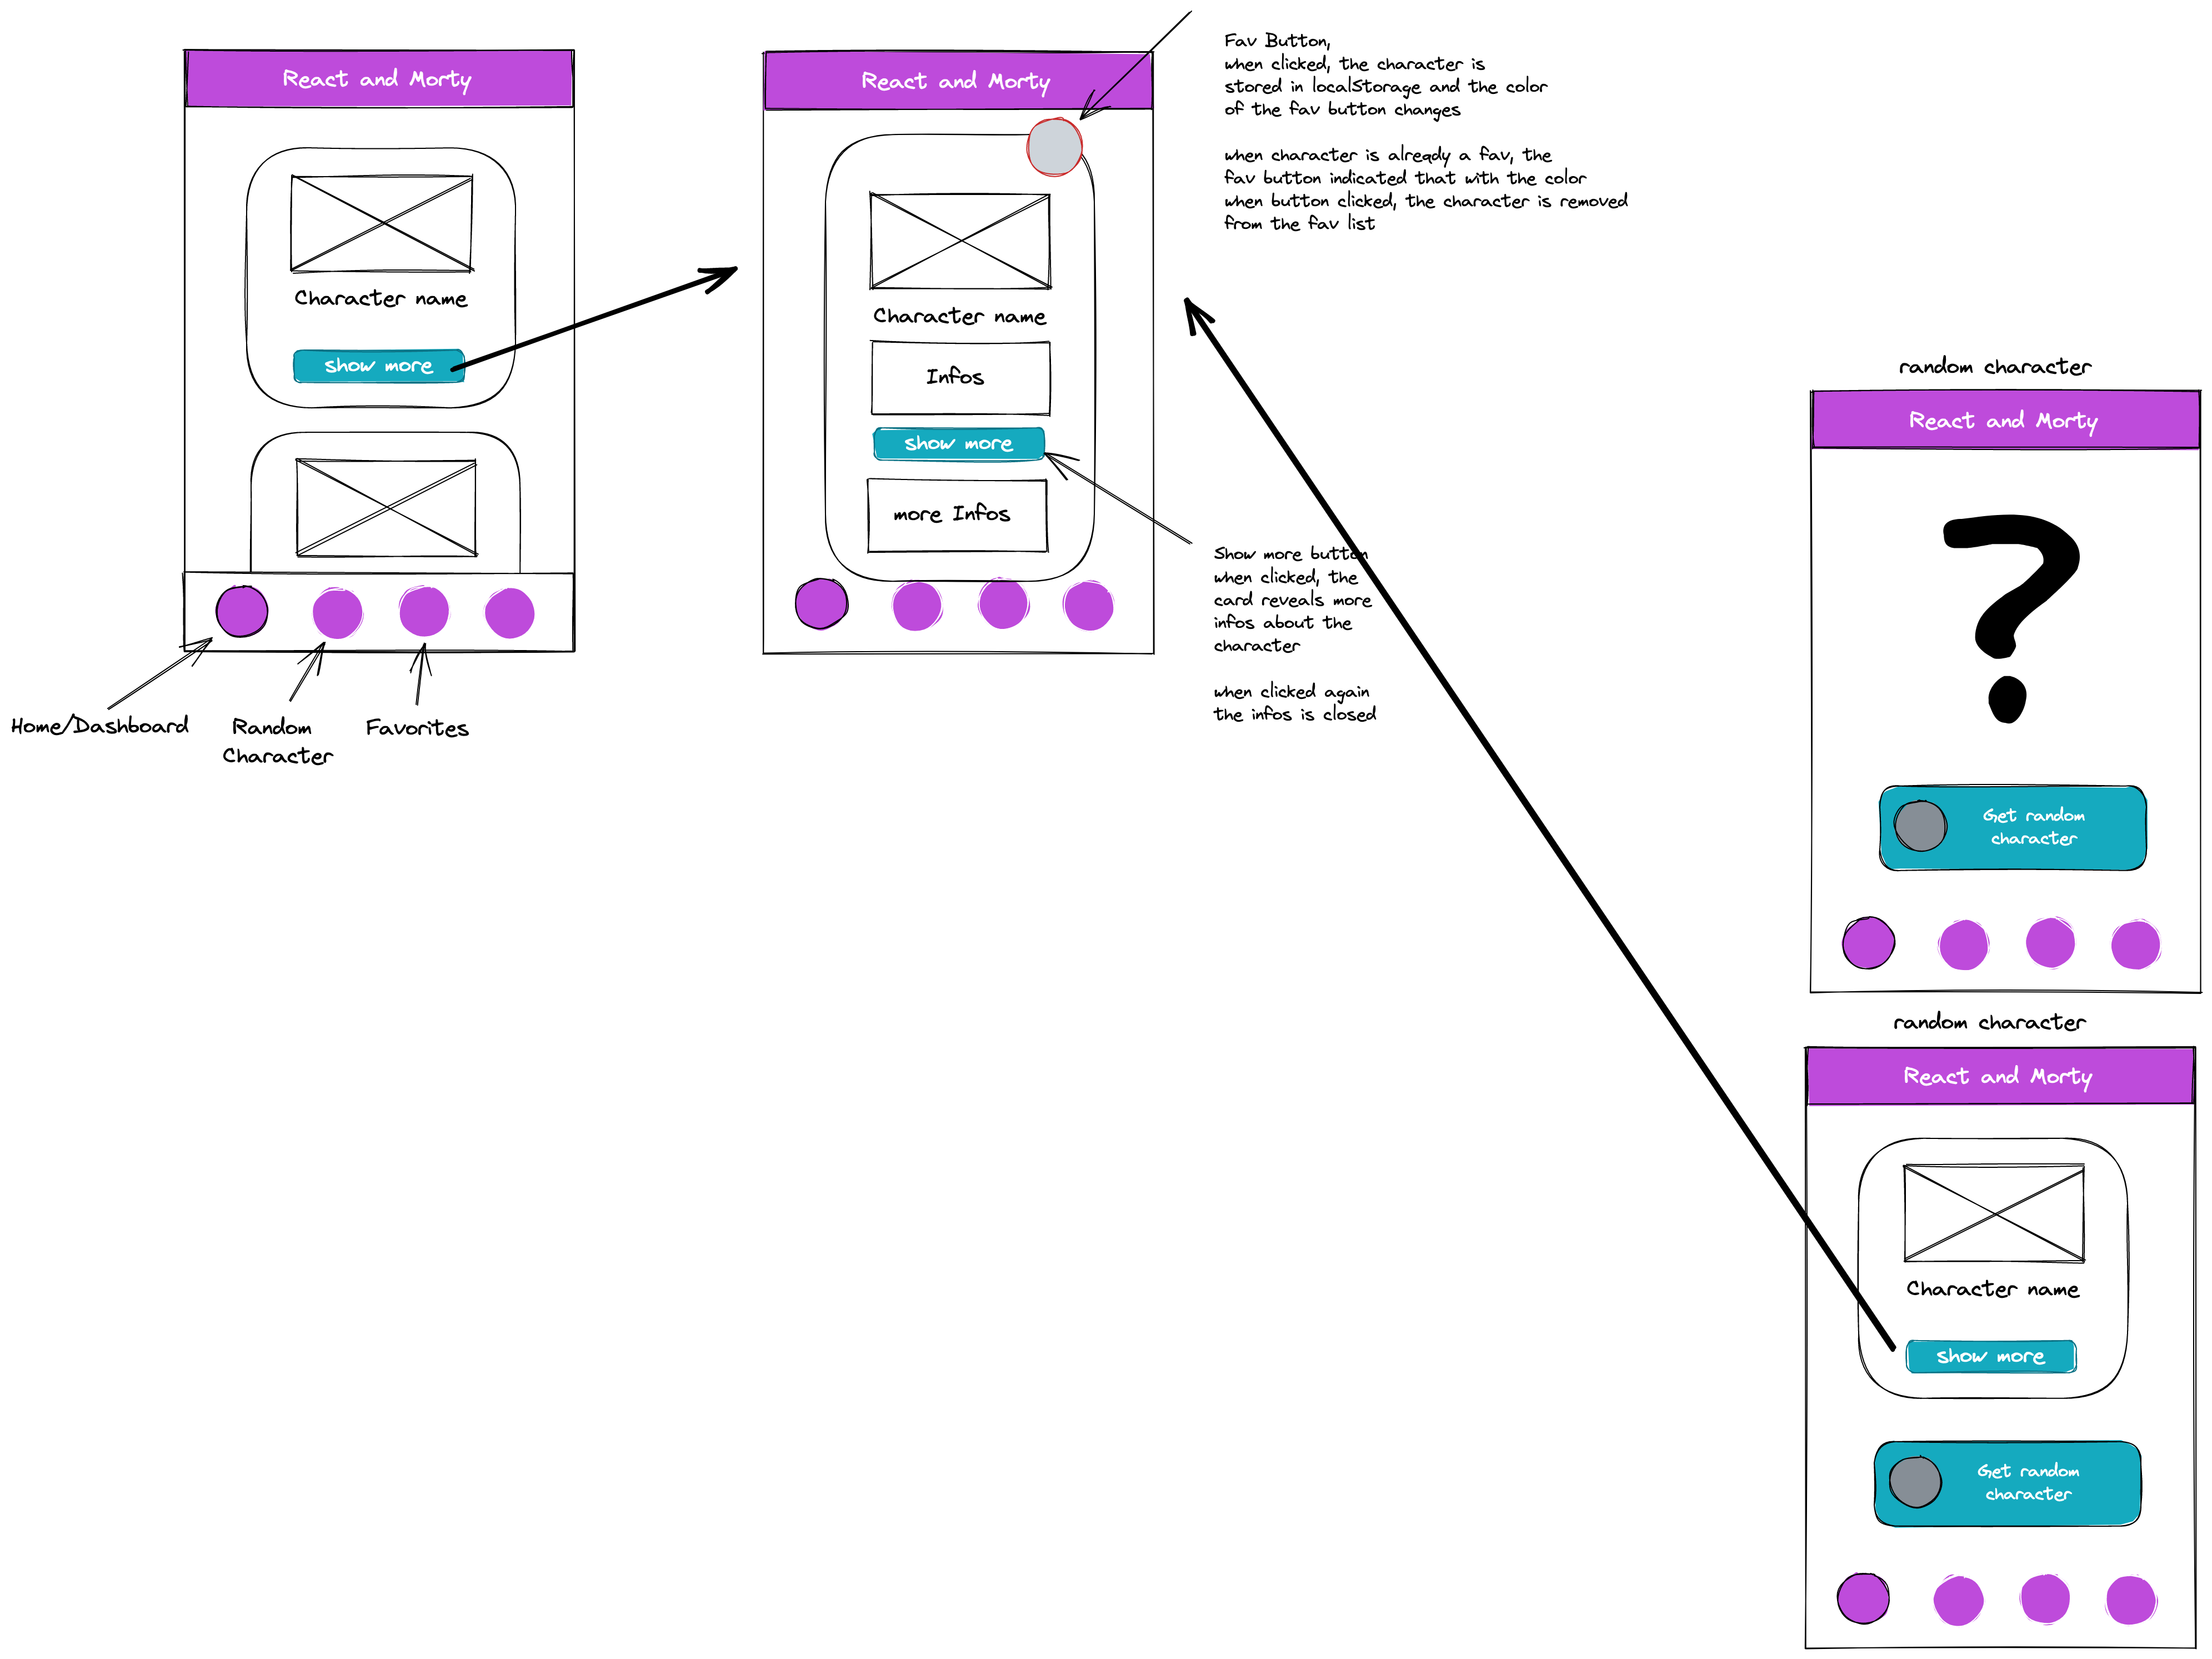 React and Morty
Character name
show more
Home/Dashboard
Random
Character
Favorites
React and Morty
Character name
Infos
show more
more Infos
Fav Button,
when clicked, the character is
stored in localStorage and the color
of the fav button changes
when character is already a fav, the
fav button indicated that with the color
when button clicked, the character is removed
from the fav list
Show more button
when clicked, the
card reveals more
infos about the
character
when clicked again
the infos is closed
random character
React and Morty
?
Get random
character
random character
React and Morty
Character name
show more
Get random
character